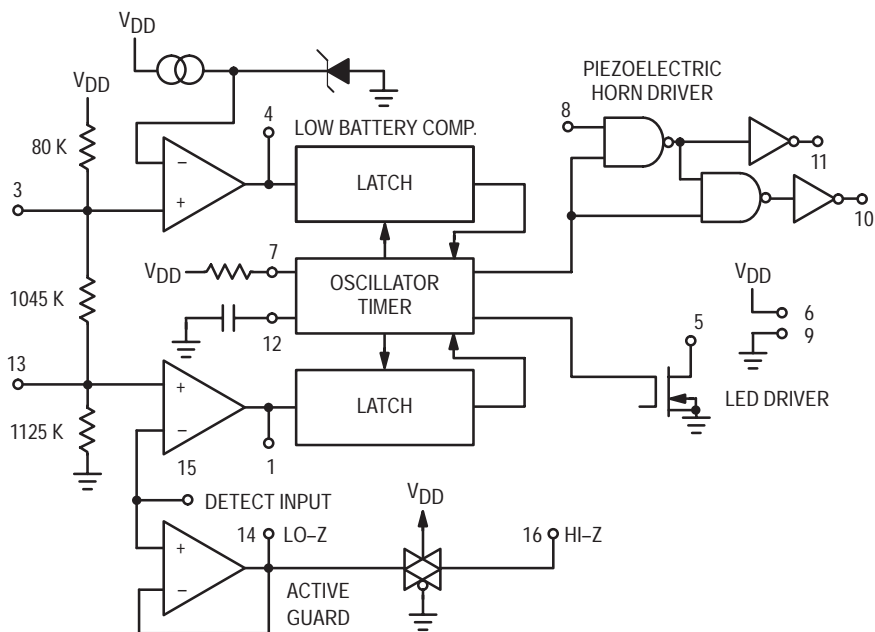 VDD
VDD
PIEZOELECTRIC
HORN DRIVER
4
LOW BATTERY COMP.
8
80 K
−
+
LATCH
11
3
10
7
VDD
OSCILLATOR
TIMER
VDD
1045 K
12
5
6
9
13
+
−
LATCH
LED DRIVER
1125 K
15
1
DETECT INPUT
VDD
14 LO–Z
16 HI–Z
+
−
ACTIVE
GUARD